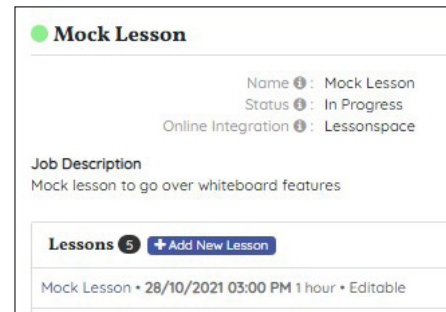 Mock Lesson
Name : Mock Lesson
Status : In Progress
Online Integration : Lessonspace
Job Description
Mock lesson to go over whiteboard features
Lessons 5 + Add New Lesson
Mock Lesson • 28/10/2021 03:00 PM 1 hour • Editable